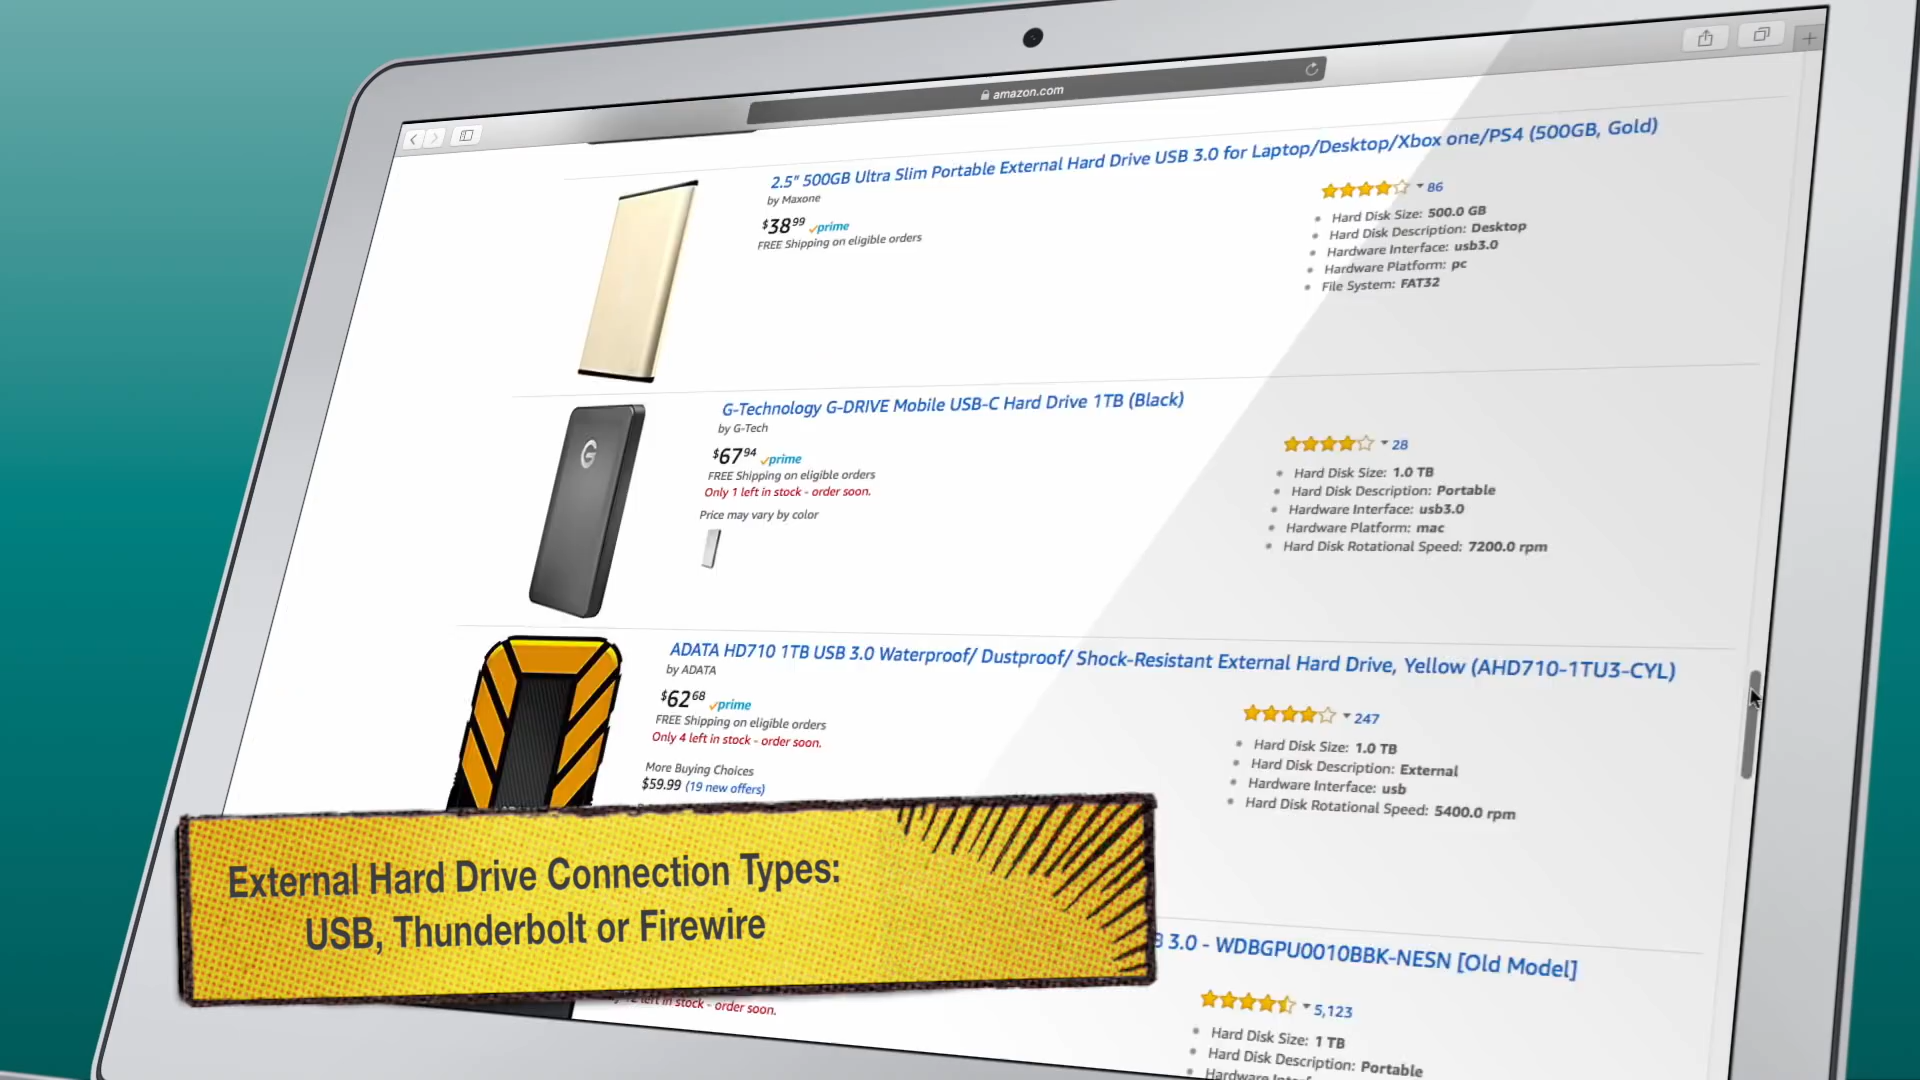 amazon.com
2.5" 500GB Ultra Slim Portable External Hard Drive USB 3.0 for Laptop/Desktop/Xbox one/PS4 (500GB, Gold)
by Maxone
$38.99 prime
FREE Shipping on eligible orders
86
Hard Disk Size: 500.0 GB
Hard Disk Description: Desktop
Hardware Interface: usb3.0
Hardware Platform: pc
File System: FAT32
G
G-Technology G-DRIVE Mobile USB-C Hard Drive 1TB (Black)
by G-Tech
$67.94 prime
FREE Shipping on eligible orders
Only 1 left in stock - order soon.
Price may vary by color
28
Hard Disk Size: 1.0 TB
Hard Disk Description: Portable
Hardware Interface: usb3.0
Hardware Platform: mac
Hard Disk Rotational Speed: 7200.0 rpm
ADATA HD710 1TB USB 3.0 Waterproof/ Dustproof/ Shock-Resistant External Hard Drive, Yellow (AHD710-1TU3-CYL)
by ADATA
$62.68 prime
FREE Shipping on eligible orders
Only 4 left in stock - order soon.
More Buying Choices
$59.99 (19 new offers)
247
Hard Disk Size: 1.0 TB
Hard Disk Description: External
Hardware Interface: usb
Hard Disk Rotational Speed: 5400.0 rpm
External Hard Drive Connection Types:
USB, Thunderbolt or Firewire
3.0 - WDBGPU0010BBK-NESN [Old Model]
left in stock - order soon.
5,123
Hard Disk Size: 1 TB
Hard Disk Description: Portable
Hardware